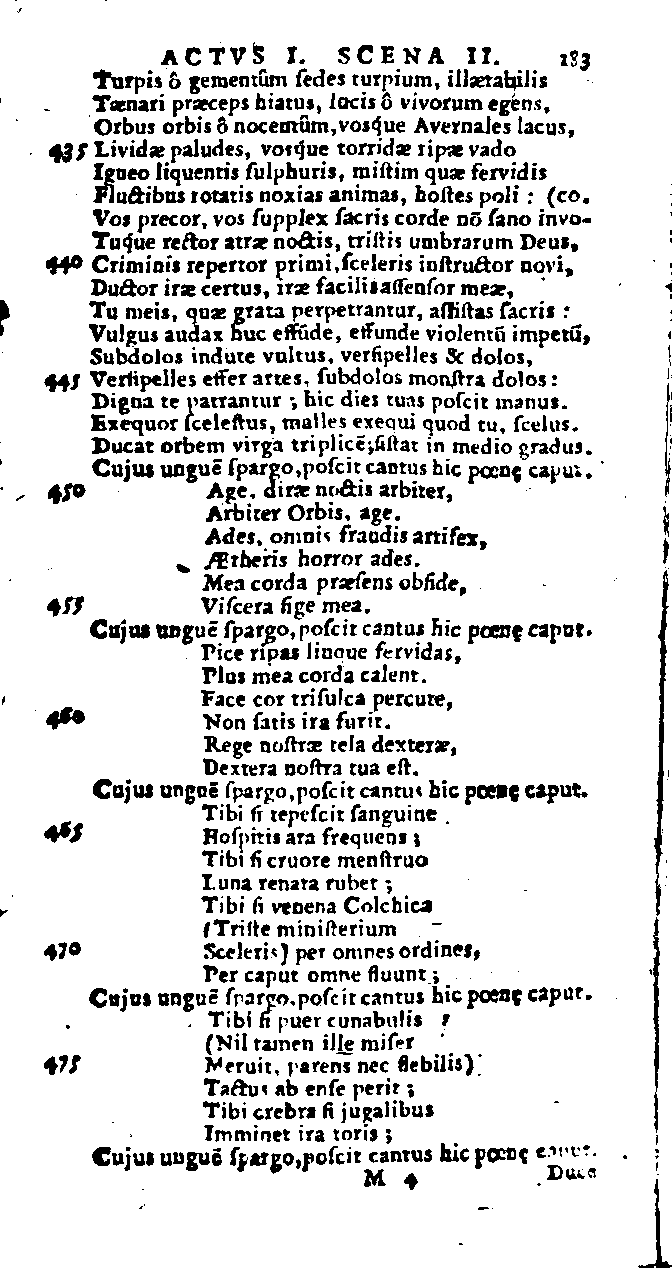 ACTVS I. SCENA II. 183
Turpis ô gementûm ſedes turpium, illætabilis
Tænari præceps hiatus, lucis ô vivorum egens,
Orbus orbis ô nocentûm, vosq́ue Avernales lacus,
435 Lividæ paludes, vosq́ue torridæ ripæ vado
Igneo liquentis ſulphuris, miſtim quæ fervidis
Fluctibus rotatis noxias animas, hoſtes poli : (co.
Vos precor, vos ſupplex ſacris corde nō ſano invo-
Tuq́ue rector atræ noctis, triſtis umbrarum Deus,
440 Criminis repertor primi, ſceleris inſtructor novi,
Ductor iræ certus, iræ facilis aſſenſor meæ,
Tu meis, quæ grata perpetrantur, aſſiſtas ſacris :
Vulgus audax huc effūde, effunde violentū impetū,
Subdolos indute vultus, verſipelles & dolos,
445 Verſipelles effer artes, ſubdolos monſtra dolos :
Digna te patrantur ; hic dies tuas poſcit manus.
Exequor ſceleſtus, malles exequi quod tu, ſcelus.
Ducat orbem virga triplicē; ſiſtat in medio gradus.
Cujus unguē ſpargo, poſcit cantus hic pœnę caput.
450 Age, diræ noctis arbiter,
Arbiter Orbis, age.
Ades, omnis fraudis artifex,
Ætheris horror ades.
Mea corda præſens obſide,
455 Viſcera fige mea.
Cujus unguē ſpargo, poſcit cantus hic pœnę caput.
Pice ripas linque fervidas,
Plus mea corda calent.
Face cor triſulca percute,
460 Non ſatis ira furit.
Rege noſtræ tela dexteræ,
Dextera noſtra tua eſt.
Cujus unguē ſpargo, poſcit cantus hic pœnę caput.
Tibi ſi tepeſcit ſanguine
465 Hoſpitis ara frequens ;
Tibi ſi cruore menſtruo
Luna renata rubet ;
Tibi ſi venena Colchica
(Triſte miniſterium
470 Sceleris) per omnes ordines,
Per caput omne fluunt ;
Cujus unguē ſpargo, poſcit cantus hic pœnę caput.
Tibi ſi puer cunabulis
(Nil tamen ille miſer
475 Meruit, parens nec flebilis)
Tactus ab enſe perit ;
Tibi crebra ſi jugalibus
Imminet ira toris ;
Cujus unguē ſpargo, poſcit cantus hic pœnę caput.
M 4 Duce